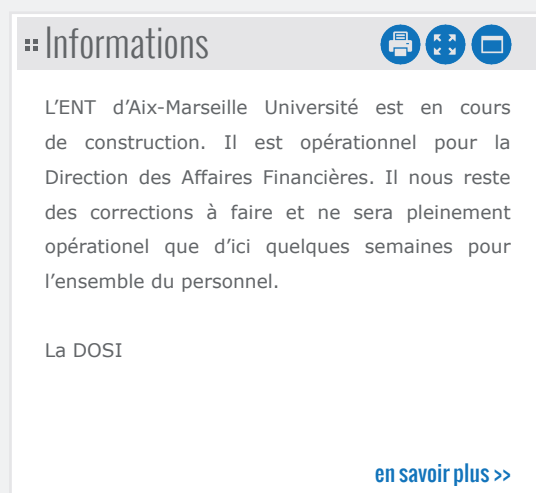 Informations
L’ENT d’Aix-Marseille Université est en cours
de construction. Il est opérationnel pour la
Direction des Affaires Financières. Il nous reste
des corrections à faire et ne sera pleinement
opérationel que d’ici quelques semaines pour
l’ensemble du personnel.
La DOSI
en savoir plus >>